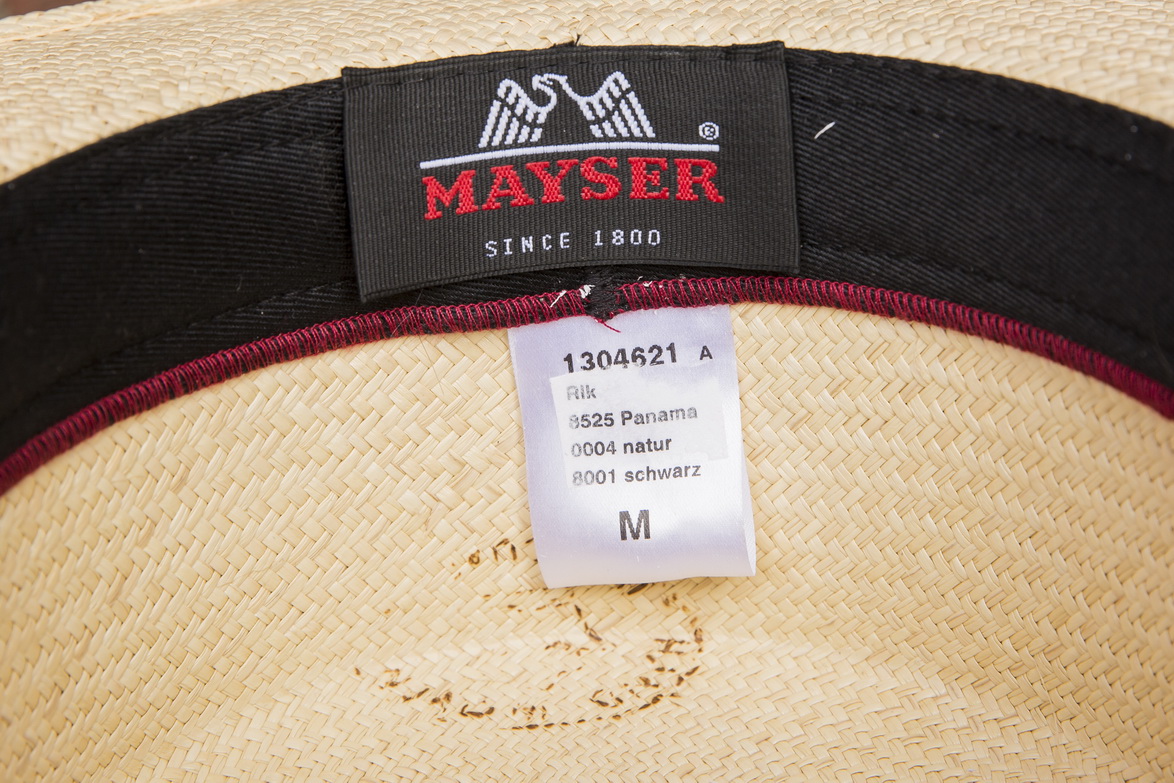 ®
MAYSER
SINCE 1800
1304621 A
Rik
8525 Panama
0004 natur
8001 schwarz
M